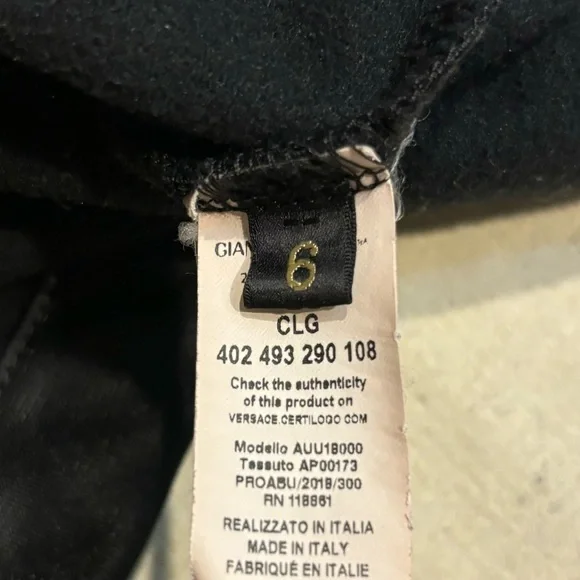 GIAN
6
CLG
402 493 290 108
Check the authenticity
of this product on
VERSACE.CERTILOGO COM
Modello AUU18000
Tessuto AP00173
PROABU/2018/300
RN 118861
REALIZZATO IN ITALIA
MADE IN ITALY
FABRIQUÉ EN ITALIE